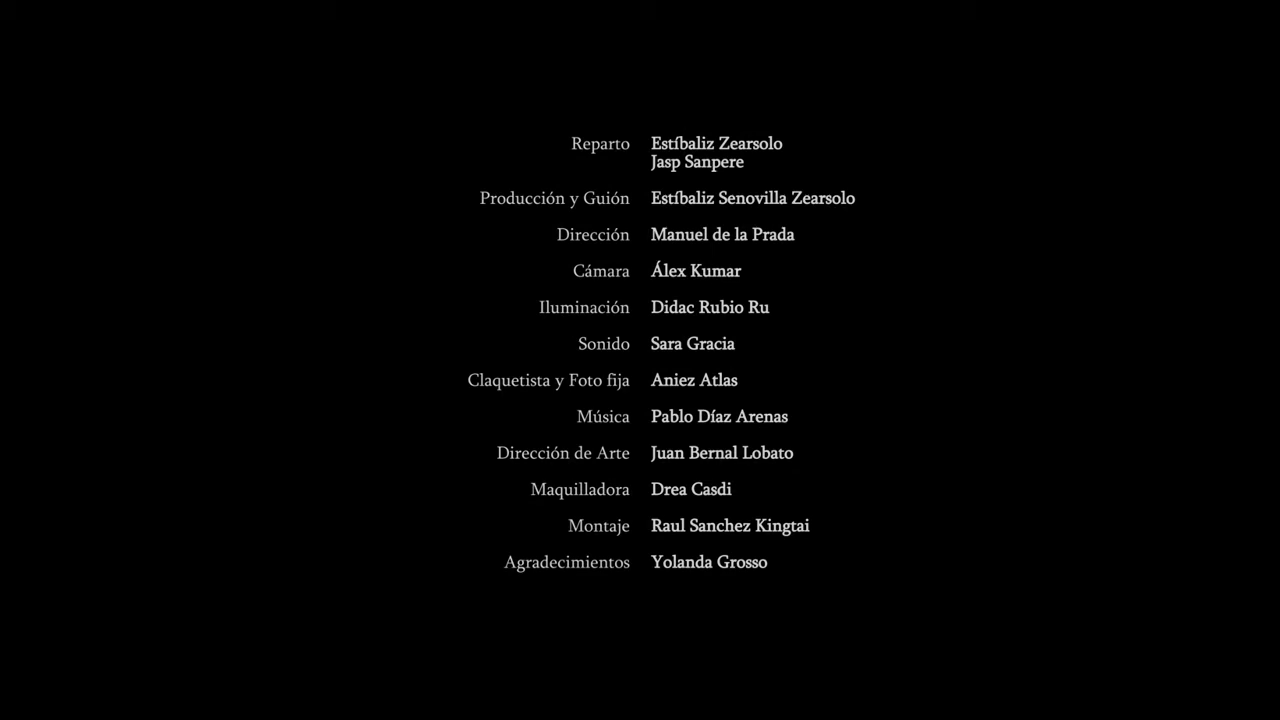 Reparto Estíbaliz Zearsolo
Jasp Sanpere
Producción y Guión Estíbaliz Senovilla Zearsolo
Dirección Manuel de la Prada
Cámara Álex Kumar
Iluminación Didac Rubio Ru
Sonido Sara Gracia
Claquetista y Foto fija Aniez Atlas
Música Pablo Díaz Arenas
Dirección de Arte Juan Bernal Lobato
Maquilladora Drea Casdi
Montaje Raul Sanchez Kingtai
Agradecimientos Yolanda Grosso